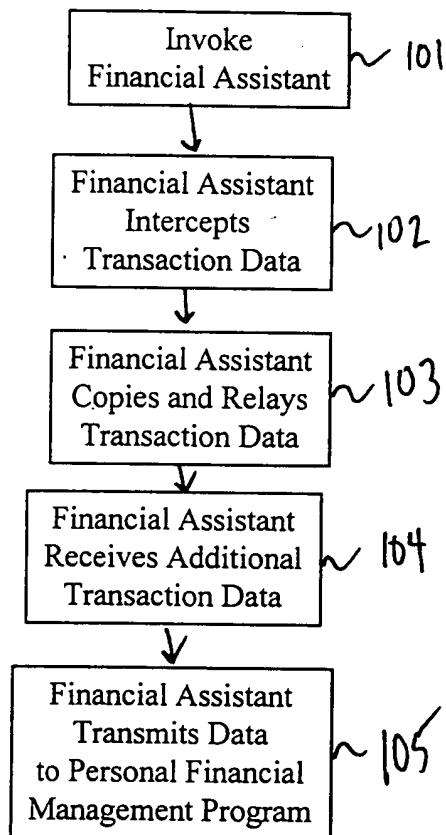 Invoke
Financial Assistant
101
Financial Assistant
Intercepts
Transaction Data
102
Financial Assistant
Copies and Relays
Transaction Data
103
Financial Assistant
Receives Additional
Transaction Data
104
Financial Assistant
Transmits Data
to Personal Financial
Management Program
105